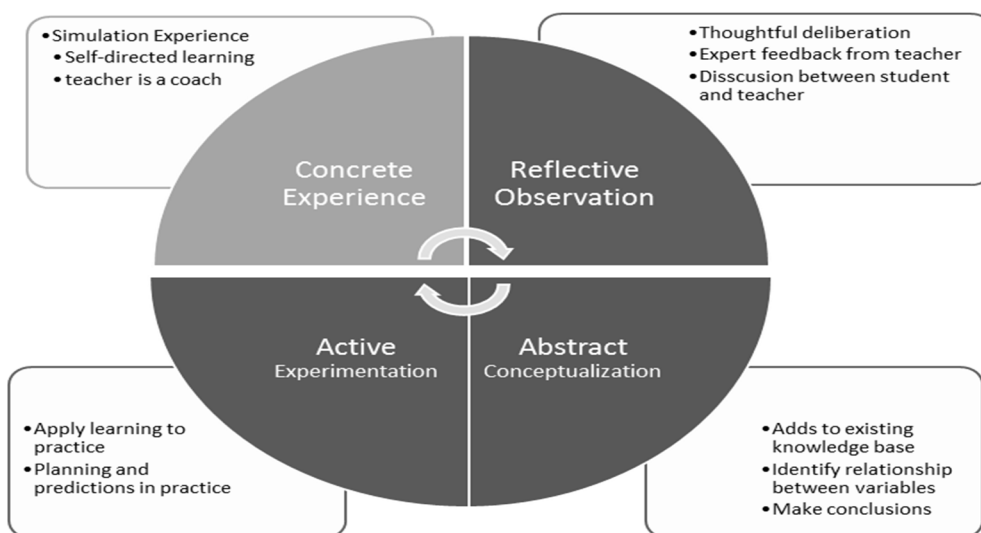 •Simulation Experience
•Self-directed learning
•teacher is a coach
•Thoughtful deliberation
•Expert feedback from teacher
•Disscusion between student
and teacher
Concrete
Experience
Reflective
Observation
Active
Experimentation
Abstract
Conceptualization
•Apply learning to
practice
•Planning and
predictions in practice
•Adds to existing
knowledge base
•Identify relationship
between variables
•Make conclusions